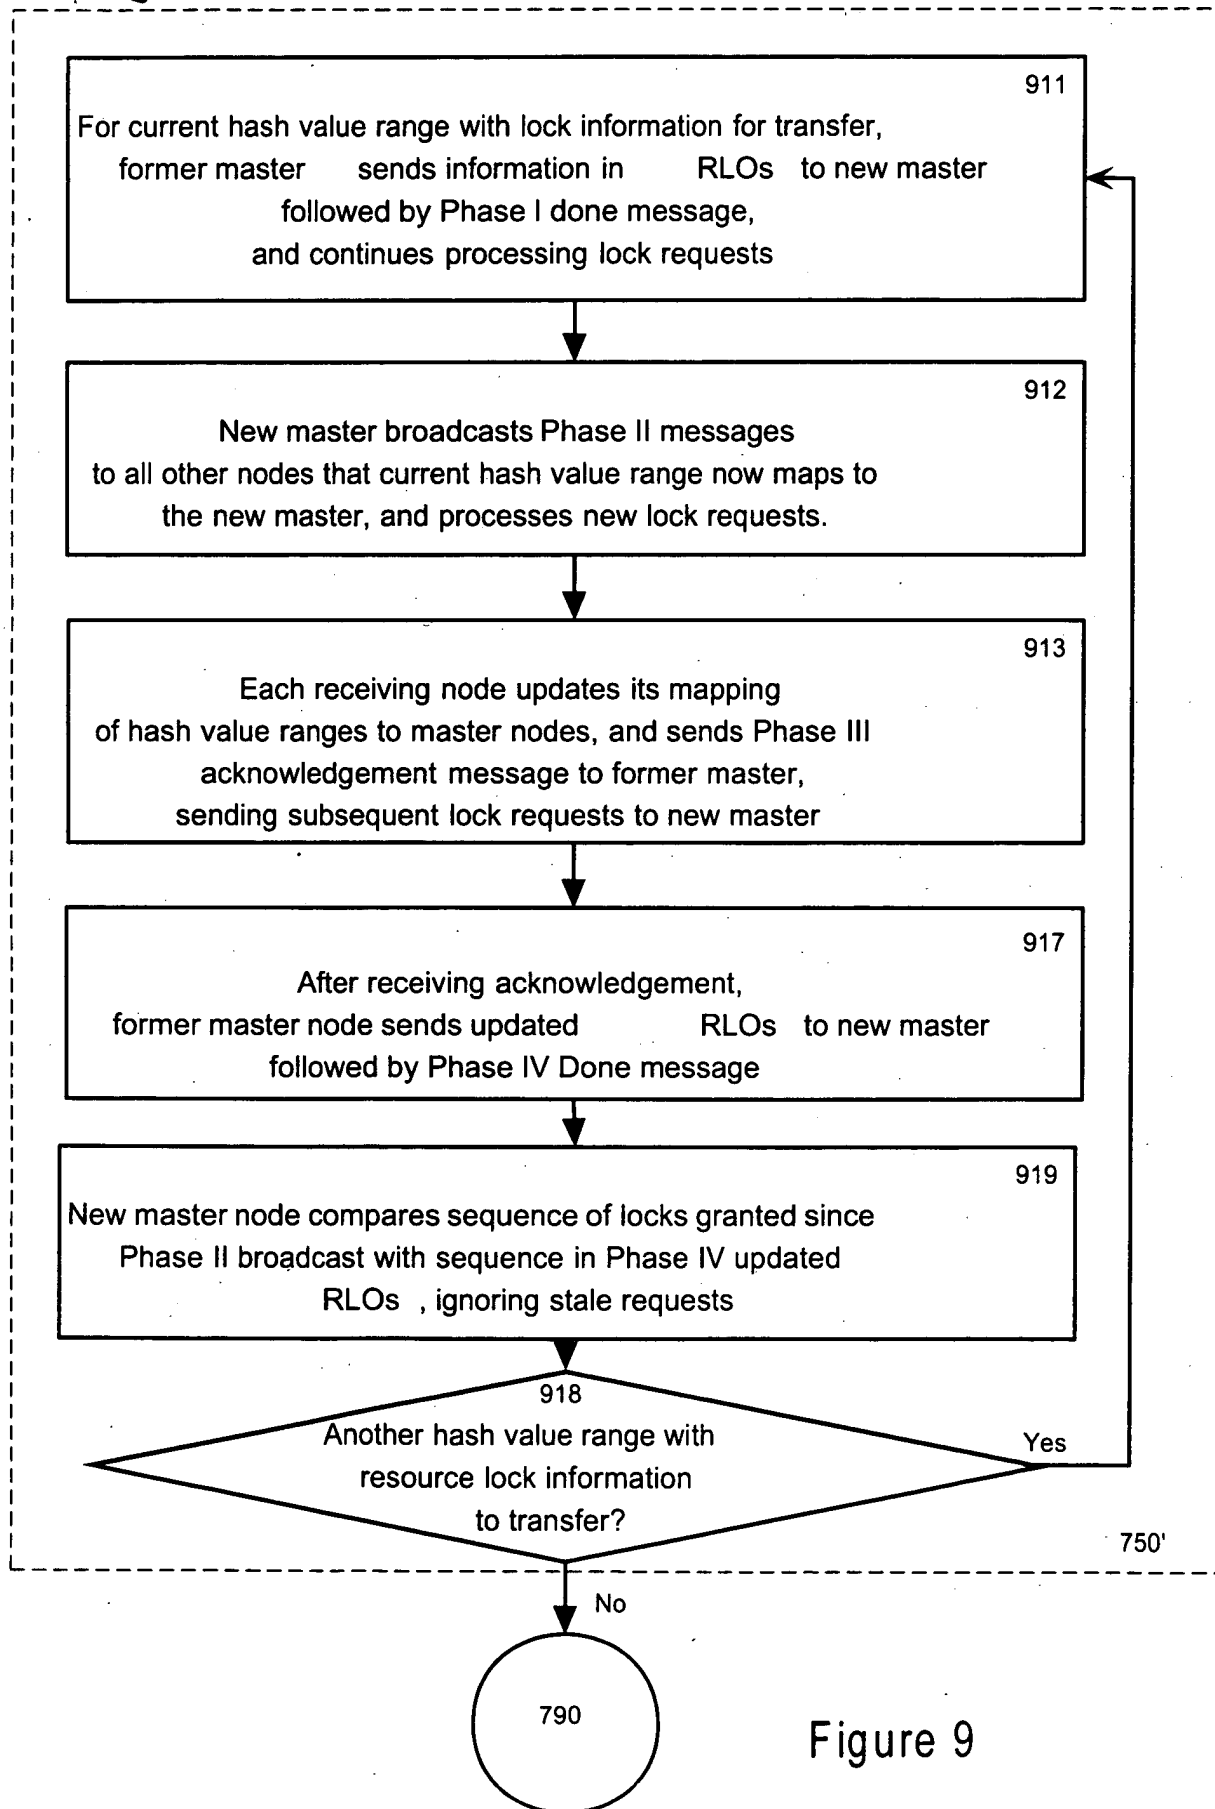 911
For current hash value range with lock information for transfer,
former master sends information in RLOs to new master
followed by Phase I done message,
and continues processing lock requests
912
New master broadcasts Phase II messages
to all other nodes that current hash value range now maps to
the new master, and processes new lock requests.
913
Each receiving node updates its mapping
of hash value ranges to master nodes, and sends Phase III
acknowledgement message to former master,
sending subsequent lock requests to new master
917
After receiving acknowledgement,
former master node sends updated RLOs to new master
followed by Phase IV Done message
919
New master node compares sequence of locks granted since
Phase II broadcast with sequence in Phase IV updated
RLOs , ignoring stale requests
918
Another hash value range with
resource lock information
to transfer?
Yes
750'
No
790
Figure 9